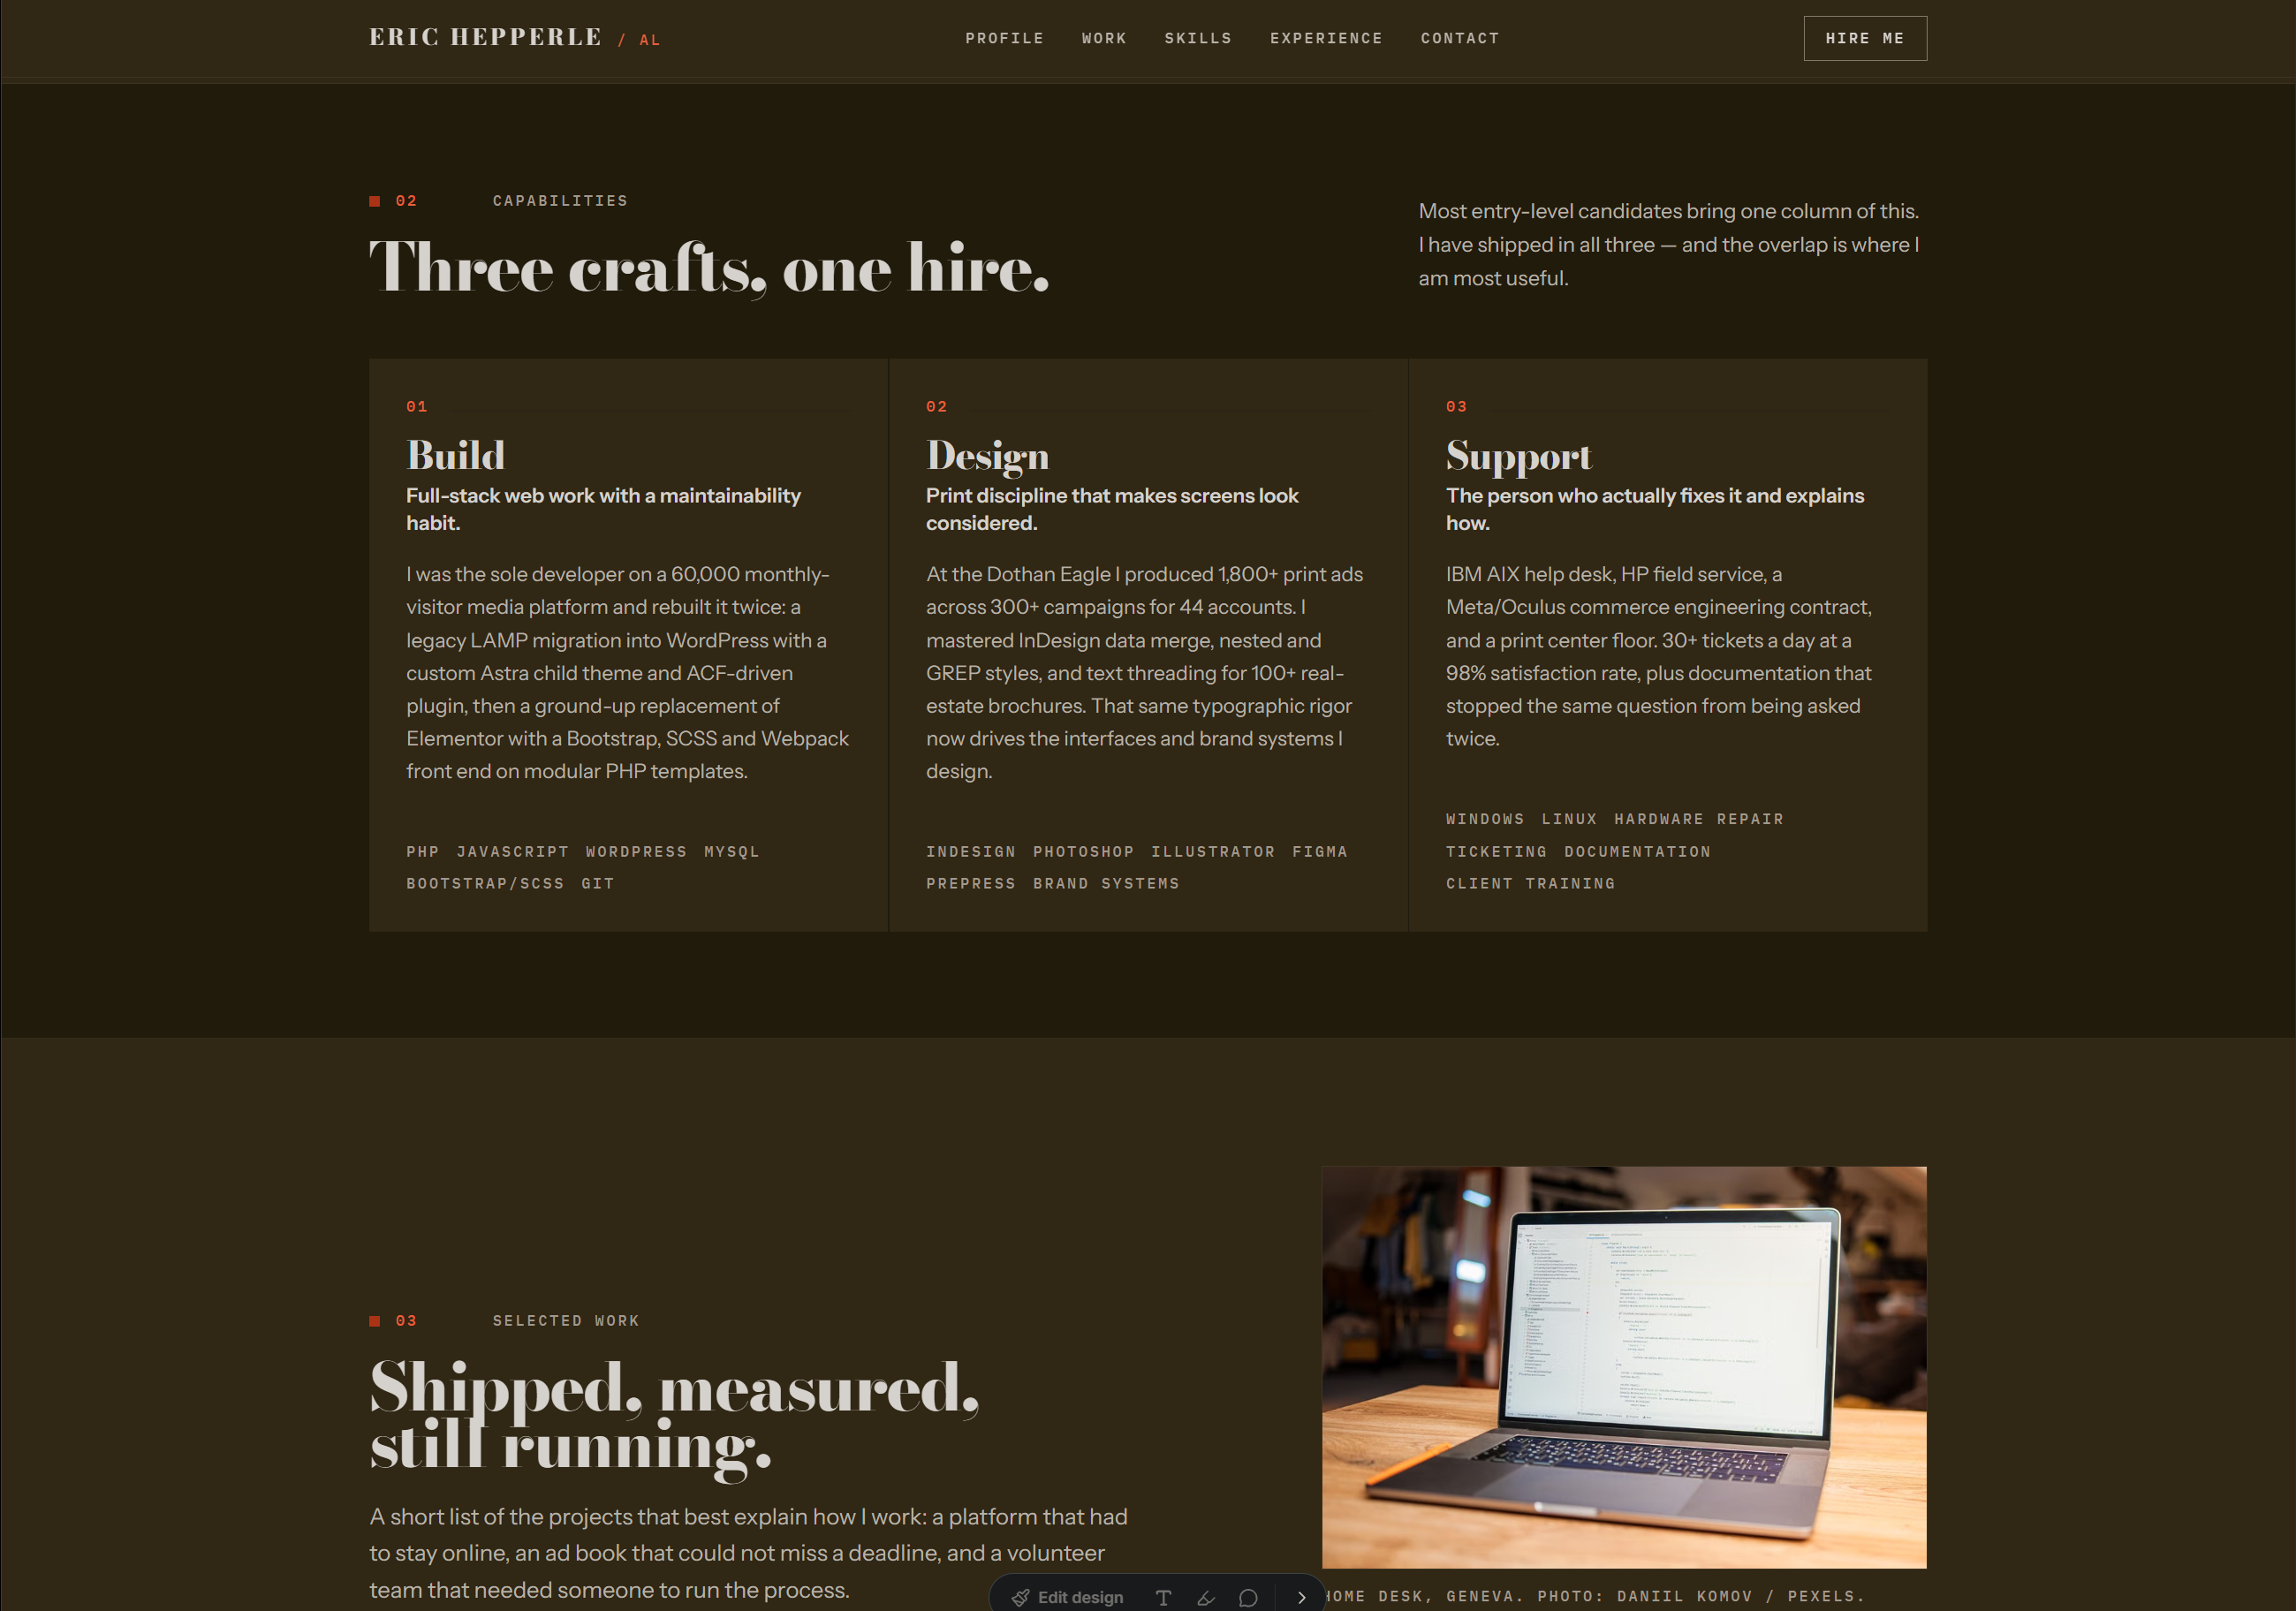 ERIC HEPPERLE / AL
PROFILE WORK SKILLS EXPERIENCE CONTACT
HIRE ME
02 CAPABILITIES
Three crafts, one hire.
Most entry-level candidates bring one column of this.
I have shipped in all three — and the overlap is where I
am most useful.
01
Build
Full-stack web work with a maintainability
habit.
I was the sole developer on a 60,000 monthly-
visitor media platform and rebuilt it twice: a
legacy LAMP migration into WordPress with a
custom Astra child theme and ACF-driven
plugin, then a ground-up replacement of
Elementor with a Bootstrap, SCSS and Webpack
front end on modular PHP templates.
PHP JAVASCRIPT WORDPRESS MYSQL
BOOTSTRAP/SCSS GIT
02
Design
Print discipline that makes screens look
considered.
At the Dothan Eagle I produced 1,800+ print ads
across 300+ campaigns for 44 accounts. I
mastered InDesign data merge, nested and
GREP styles, and text threading for 100+ real-
estate brochures. That same typographic rigor
now drives the interfaces and brand systems I
design.
INDESIGN PHOTOSHOP ILLUSTRATOR FIGMA
PREPRESS BRAND SYSTEMS
03
Support
The person who actually fixes it and explains
how.
IBM AIX help desk, HP field service, a
Meta/Oculus commerce engineering contract,
and a print center floor. 30+ tickets a day at a
98% satisfaction rate, plus documentation that
stopped the same question from being asked
twice.
WINDOWS LINUX HARDWARE REPAIR
TICKETING DOCUMENTATION
CLIENT TRAINING
03 SELECTED WORK
Shipped, measured,
still running.
A short list of the projects that best explain how I work: a platform that had
to stay online, an ad book that could not miss a deadline, and a volunteer
team that needed someone to run the process.
HOME DESK, GENEVA. PHOTO: DANIIL KOMOV / PEXELS.
Edit design